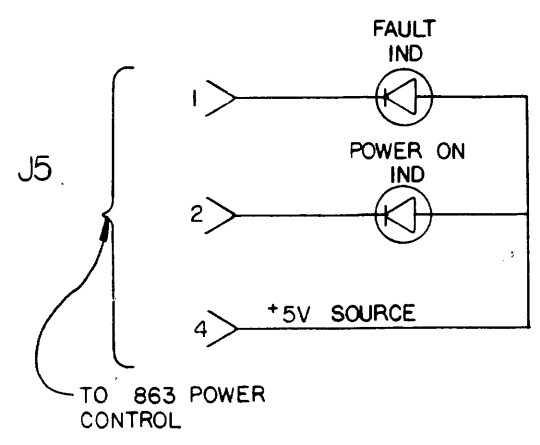 FAULT
IND
1
POWER ON
IND
J5
2
+5V SOURCE
4
TO 863 POWER
CONTROL